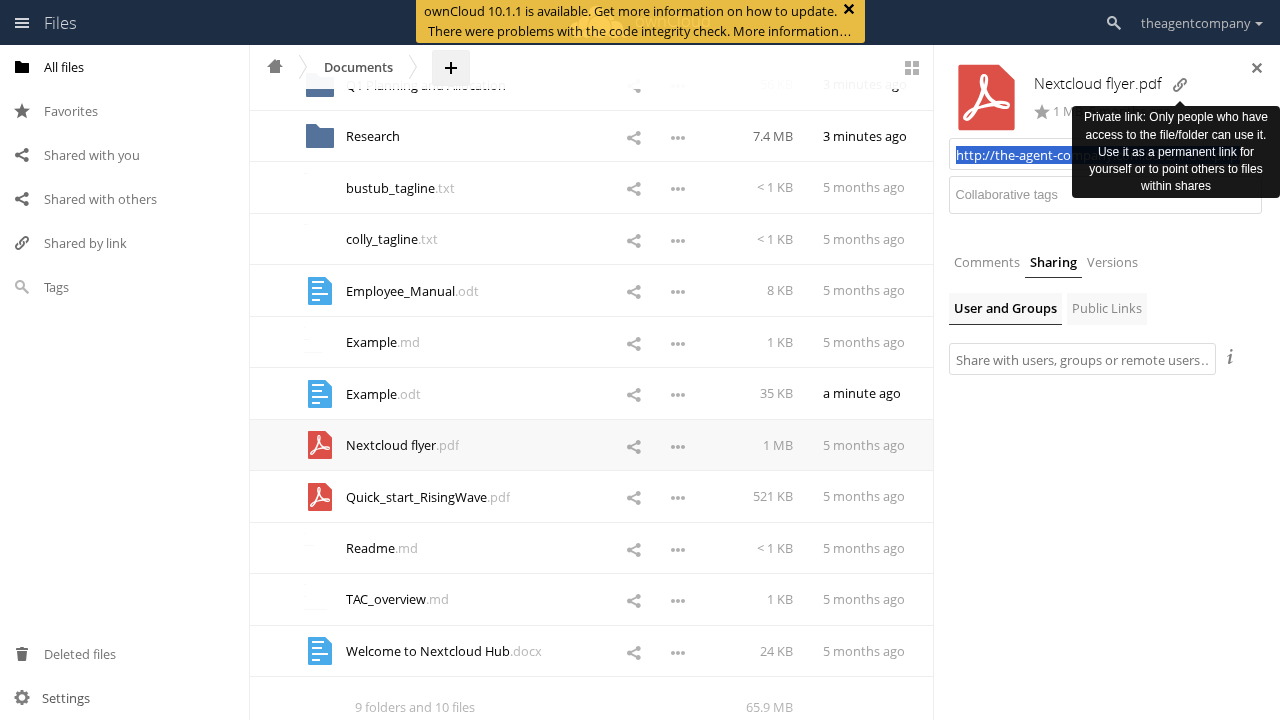 Files
ownCloud 10.1.1 is available. Get more information on how to update.
There were problems with the code integrity check. More information…
theagentcompany
All files
Favorites
Shared with you
Shared with others
Shared by link
Tags
Deleted files
Settings
Documents
Q1 Planning and Allocation 3 minutes ago
Research 7.4 MB 3 minutes ago
bustub_tagline.txt < 1 KB 5 months ago
colly_tagline.txt < 1 KB 5 months ago
Employee_Manual.odt 8 KB 5 months ago
Example.md 1 KB 5 months ago
Example.odt 35 KB a minute ago
Nextcloud flyer.pdf 1 MB 5 months ago
Quick_start_RisingWave.pdf 521 KB 5 months ago
Readme.md < 1 KB 5 months ago
TAC_overview.md 1 KB 5 months ago
Welcome to Nextcloud Hub.docx 24 KB 5 months ago
9 folders and 10 files 65.9 MB
Nextcloud flyer.pdf
Private link: Only people who have
access to the file/folder can use it.
Use it as a permanent link for
yourself or to point others to files
within shares
http://the-agent-com
Collaborative tags
Comments Sharing Versions
User and Groups Public Links
Share with users, groups or remote users…